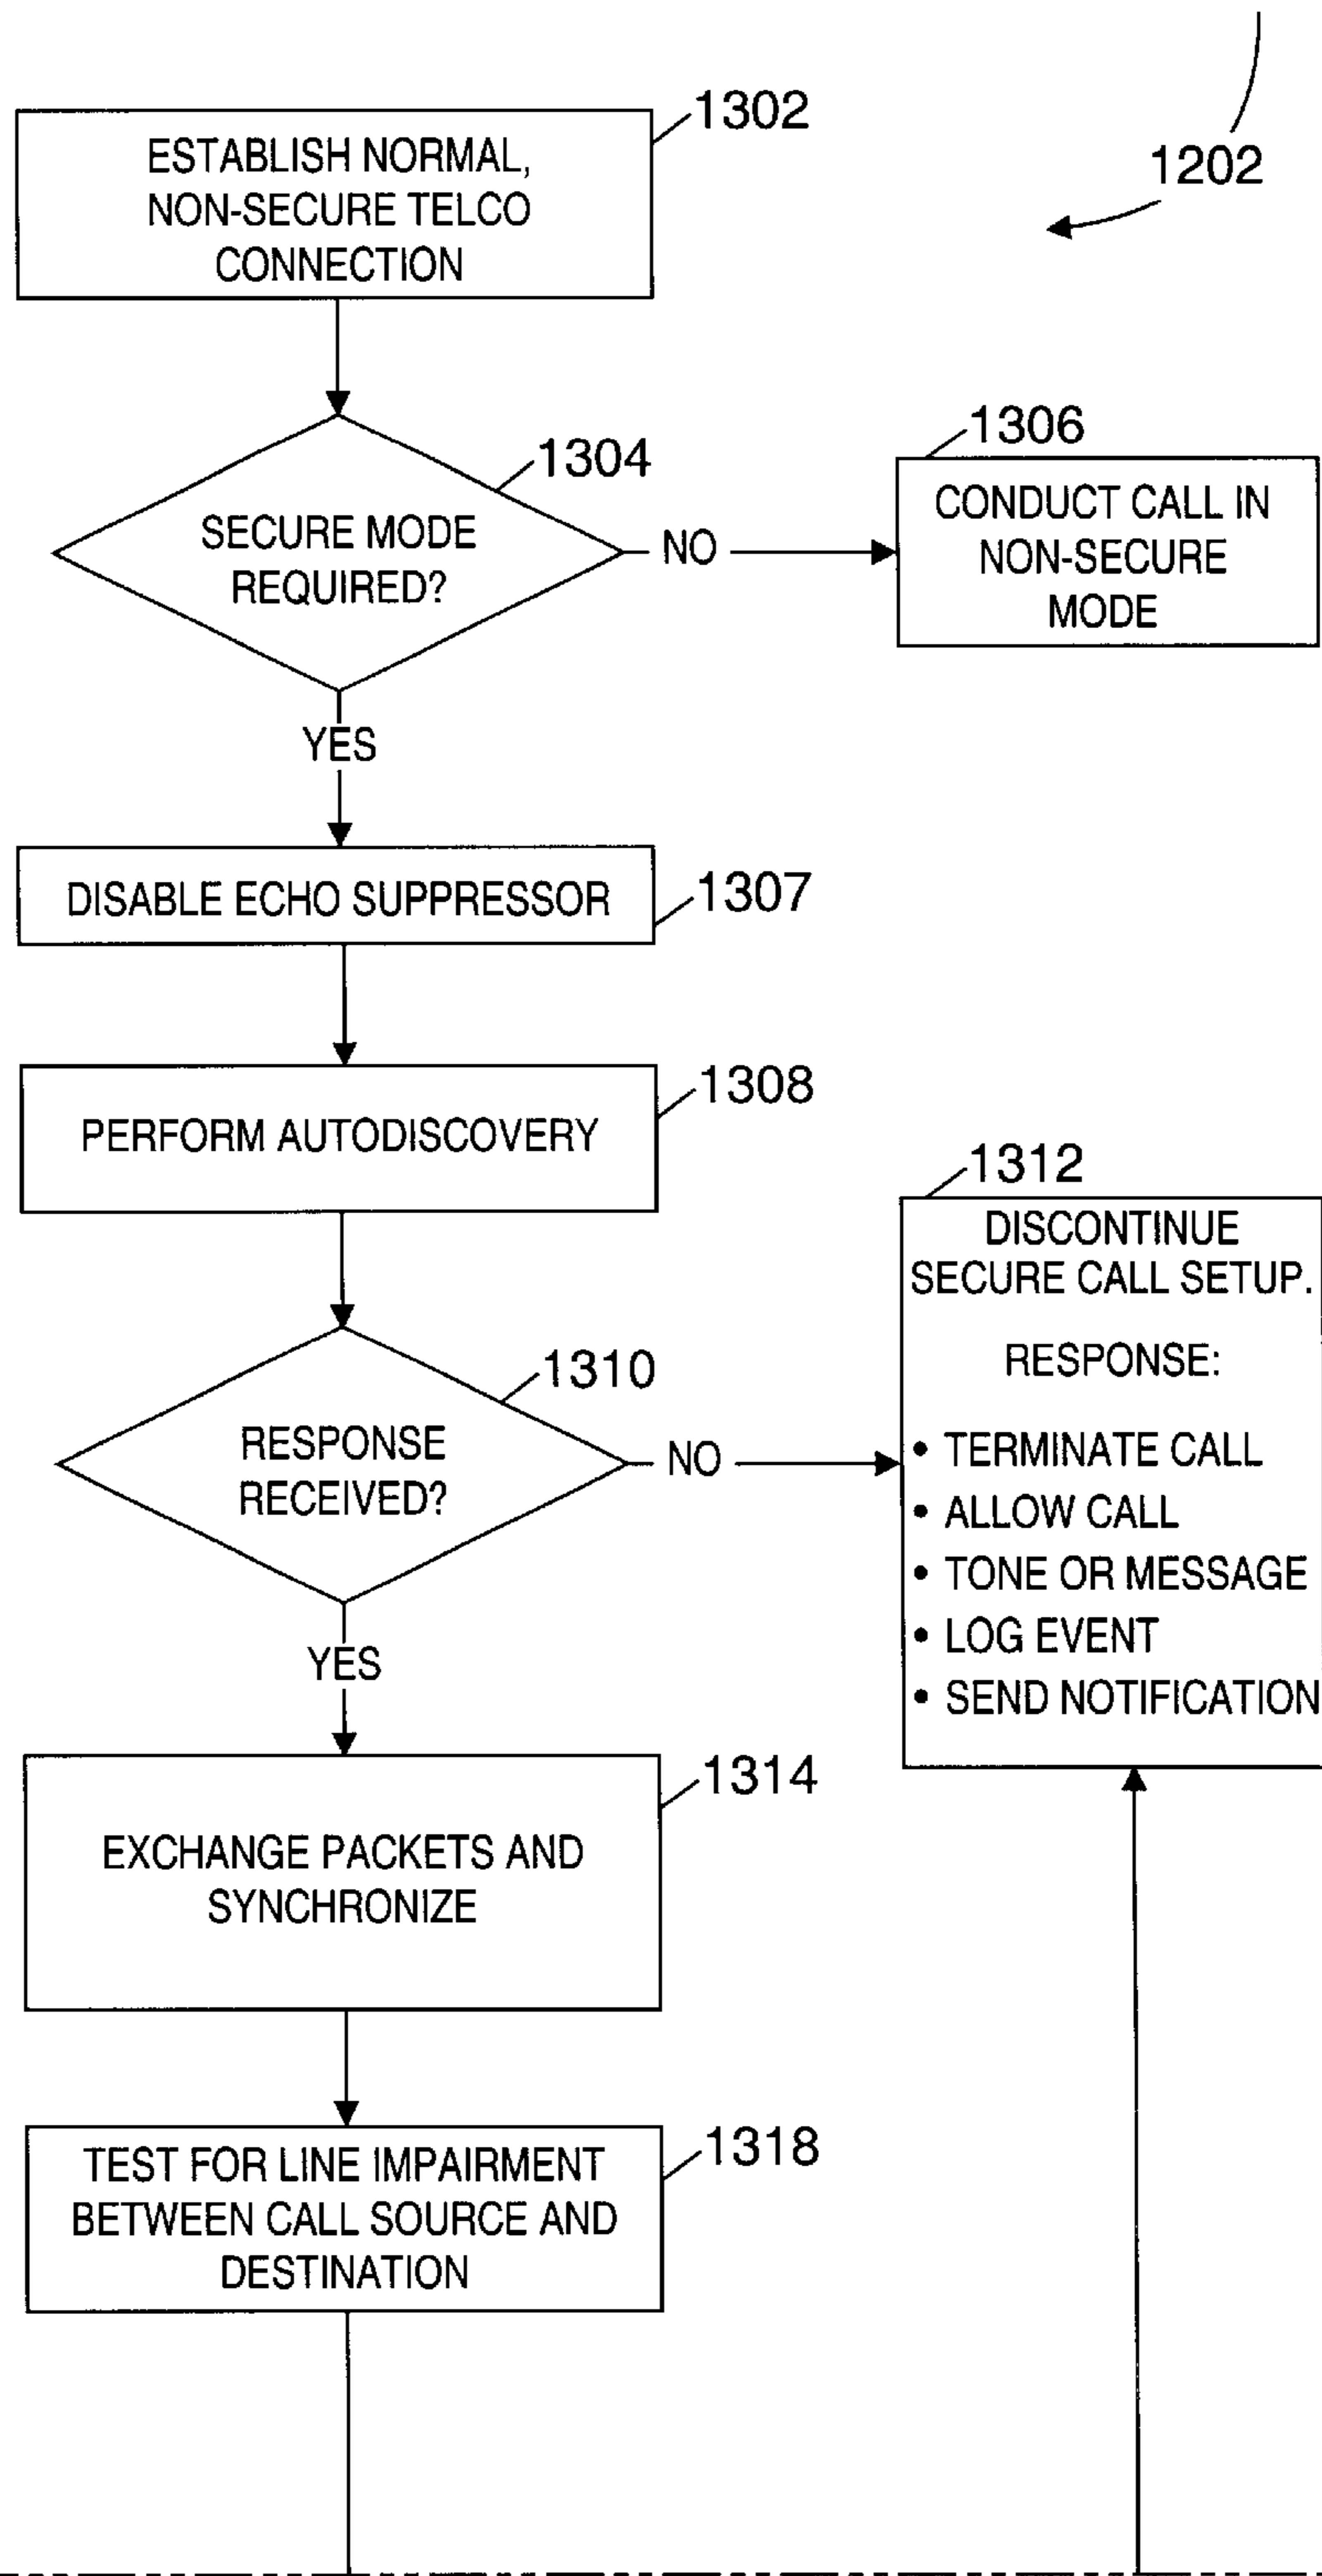 1202
1302
ESTABLISH NORMAL,
NON-SECURE TELCO
CONNECTION
1304
SECURE MODE
REQUIRED?
NO
1306
CONDUCT CALL IN
NON-SECURE
MODE
YES
DISABLE ECHO SUPPRESSOR
1307
1308
PERFORM AUTODISCOVERY
1310
RESPONSE
RECEIVED?
NO
1312
DISCONTINUE
SECURE CALL SETUP.
RESPONSE:
• TERMINATE CALL
• ALLOW CALL
• TONE OR MESSAGE
• LOG EVENT
• SEND NOTIFICATION
YES
1314
EXCHANGE PACKETS AND
SYNCHRONIZE
1318
TEST FOR LINE IMPAIRMENT
BETWEEN CALL SOURCE AND
DESTINATION